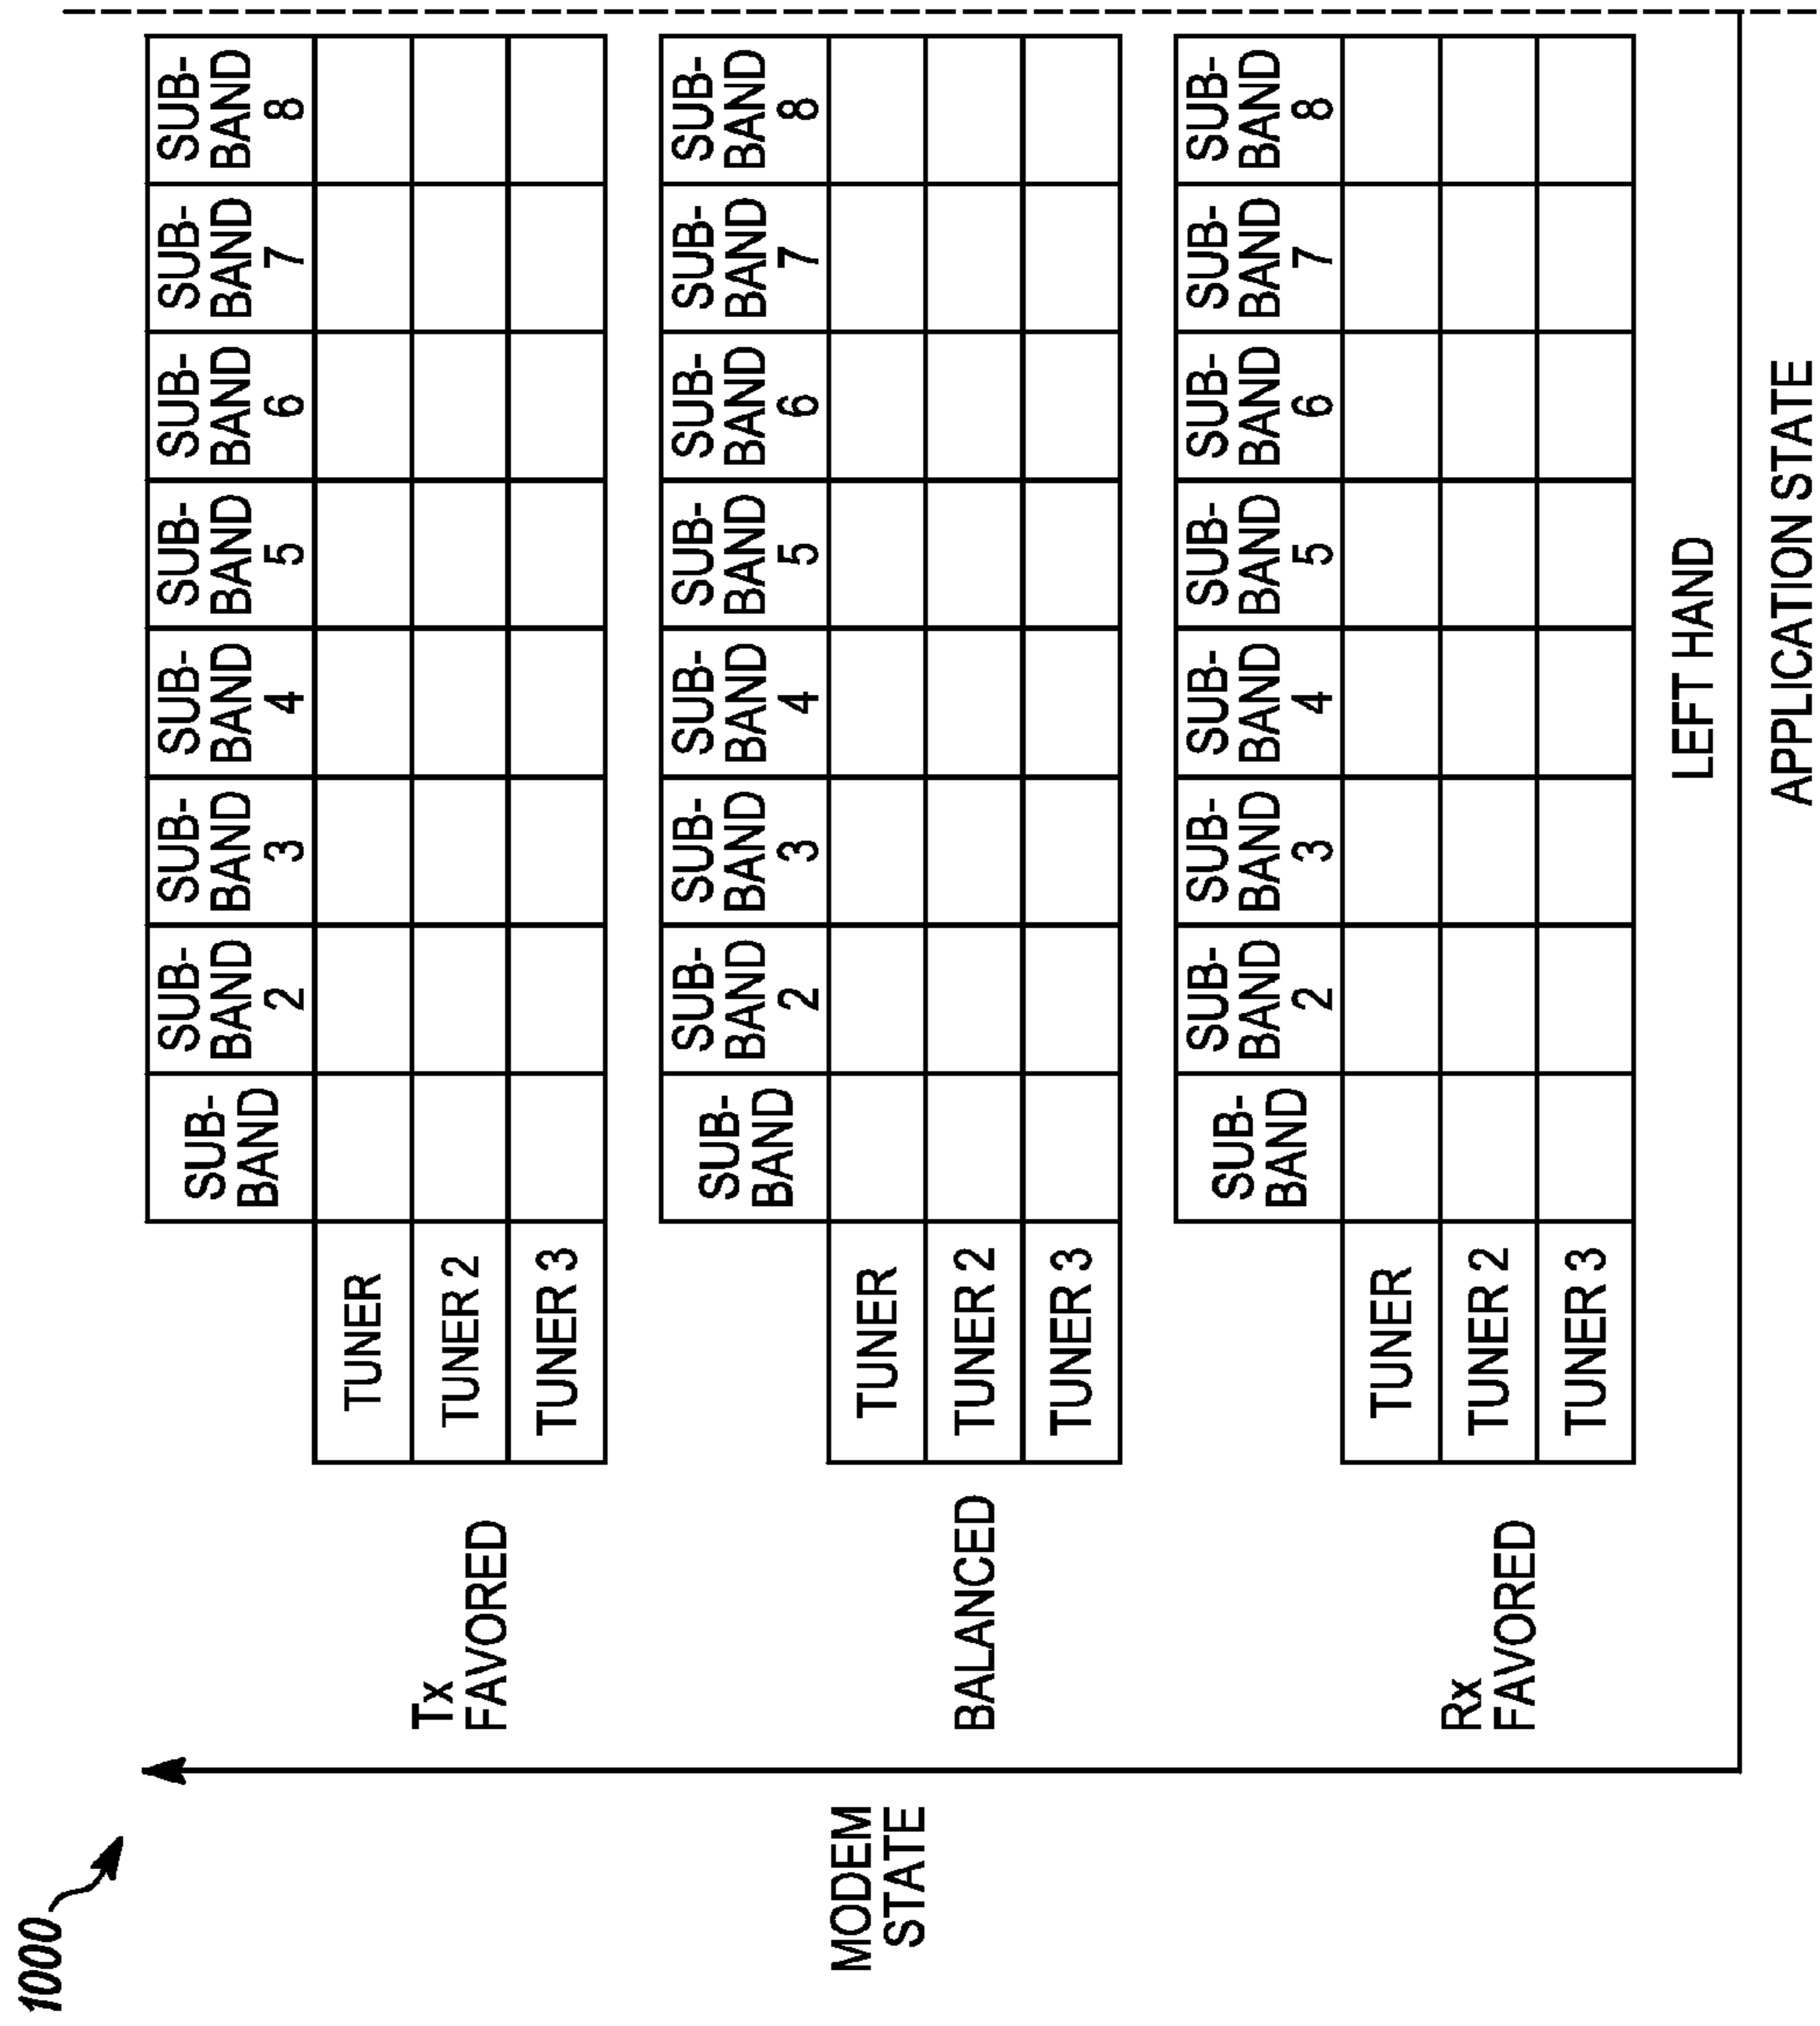 1000
SUB-
BAND
SUB-
BAND
2
SUB-
BAND
3
SUB-
BAND
4
SUB-
BAND
5
SUB-
BAND
6
SUB-
BAND
7
SUB-
BAND
8
Tx
FAVORED
TUNER
TUNER 2
TUNER 3
MODEM
STATE
SUB-
BAND
SUB-
BAND
2
SUB-
BAND
3
SUB-
BAND
4
SUB-
BAND
5
SUB-
BAND
6
SUB-
BAND
7
SUB-
BAND
8
BALANCED
TUNER
TUNER 2
TUNER 3
SUB-
BAND
SUB-
BAND
2
SUB-
BAND
3
SUB-
BAND
4
SUB-
BAND
5
SUB-
BAND
6
SUB-
BAND
7
SUB-
BAND
8
Rx
FAVORED
TUNER
TUNER 2
TUNER 3
LEFT HAND
APPLICATION STATE